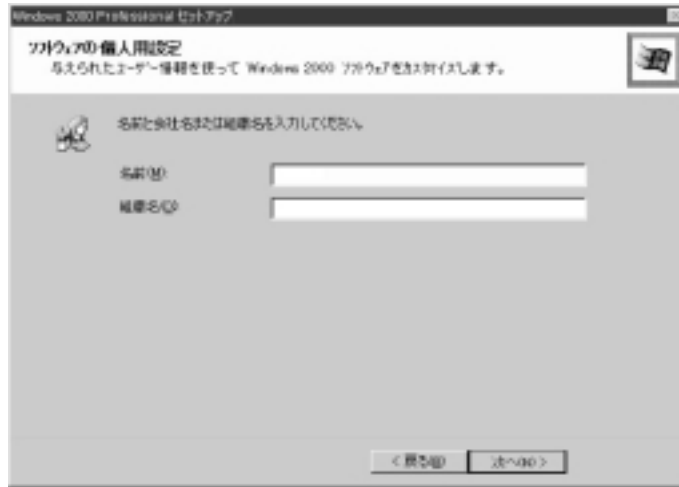 Windows 2000 Professional セットアップ
ソフトウェアの個人用設定
与えられたユーザー情報を使って Windows 2000 ソフトウェアをカスタマイズします。
名前と会社名または組織名を入力してください。
名前(M):
組織名(O):
< 戻る(B)
次へ(N) >